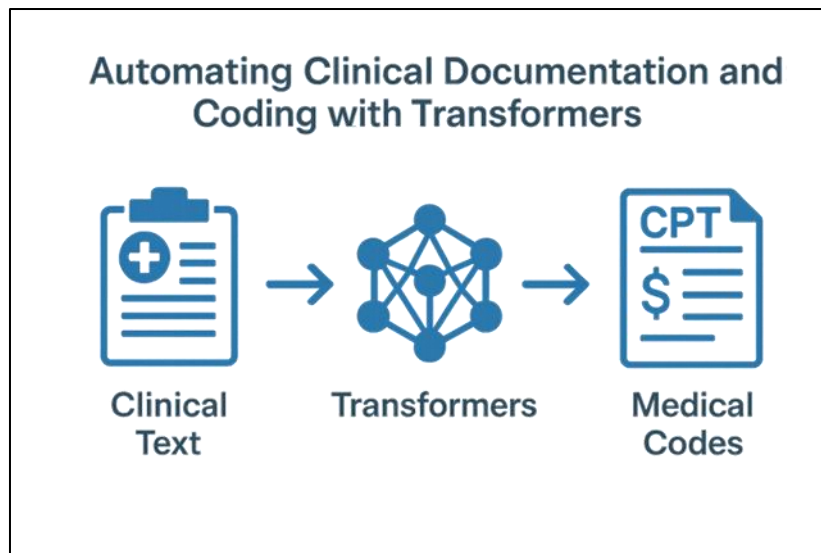 Automating Clinical Documentation and
Coding with Transformers
CPT
$
Clinical
Text
Transformers
Medical
Codes